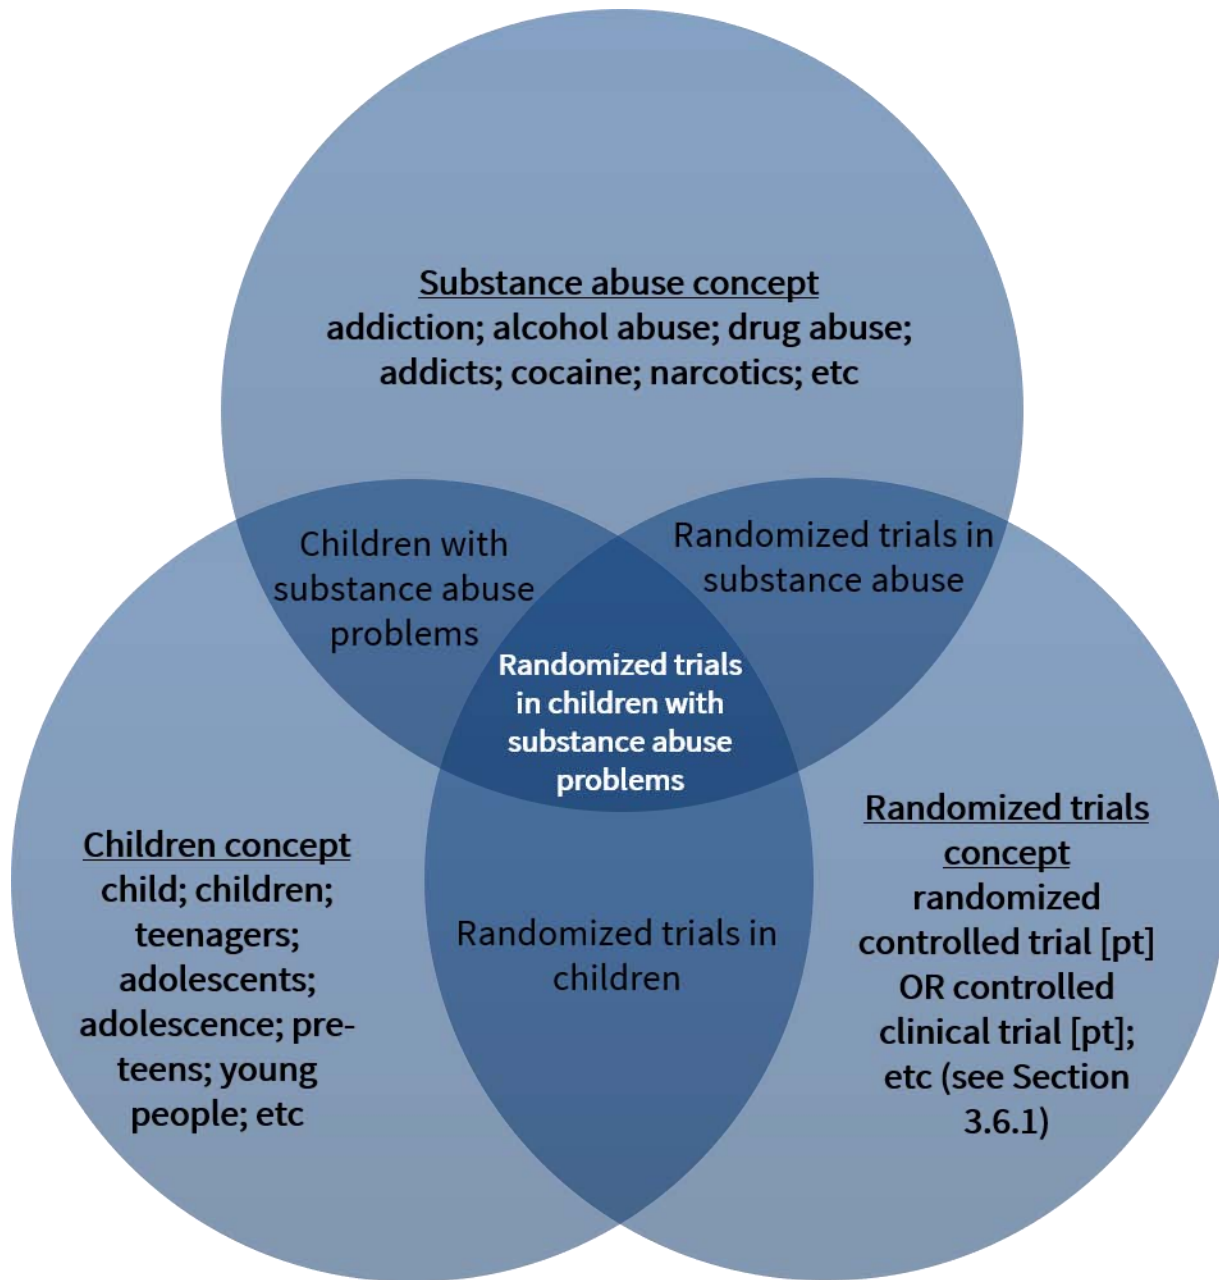 Substance abuse concept
addiction; alcohol abuse; drug abuse;
addicts; cocaine; narcotics; etc
Children with
substance abuse
problems
Randomized trials in
substance abuse
Randomized trials
in children with
substance abuse
problems
Children concept
child; children;
teenagers;
adolescents;
adolescence; pre-
teens; young
people; etc
Randomized trials in
children
Randomized trials
concept
randomized
controlled trial [pt]
OR controlled
clinical trial [pt];
etc (see Section
3.6.1)